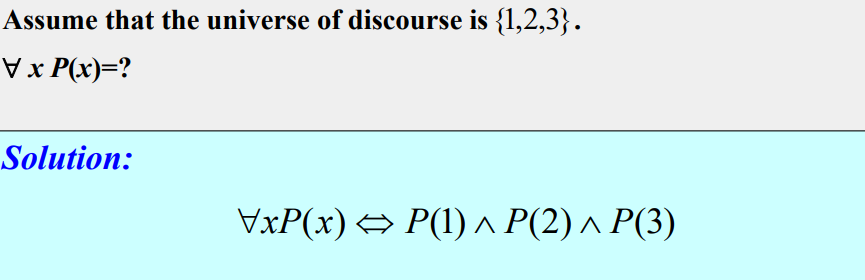 Assume that the universe of discourse is {1,2,3}.
∀ x P(x)=?
Solution:
∀xP(x) ⇔ P(1) ∧ P(2) ∧ P(3)